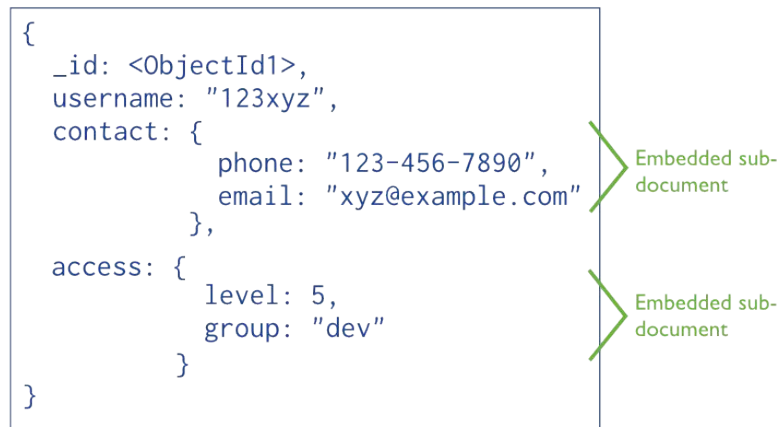 {
_id: <ObjectId1>,
username: "123xyz",
contact: {
phone: "123-456-7890",
email: "xyz@example.com"
},
Embedded sub-
document
access: {
level: 5,
group: "dev"
}
Embedded sub-
document
}